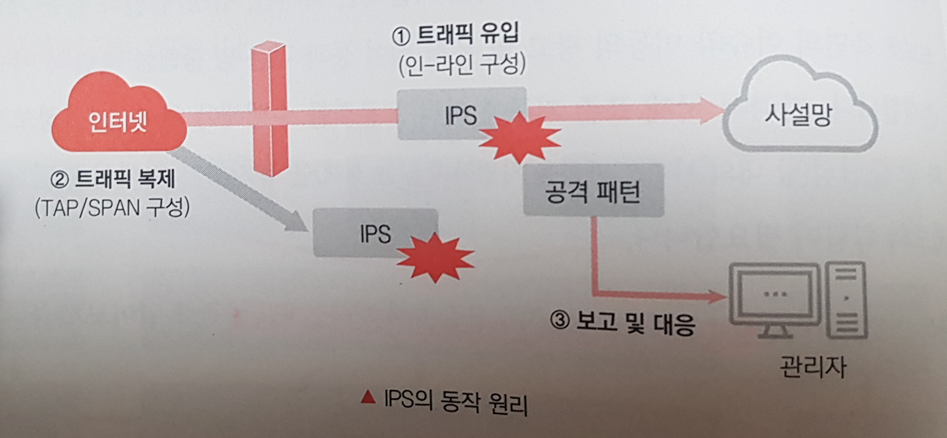 ① 트래픽 유입
(인-라인 구성)
인터넷
IPS
사설망
② 트래픽 복제
(TAP/SPAN 구성)
공격 패턴
IPS
③ 보고 및 대응
관리자
▲ IPS의 동작 원리